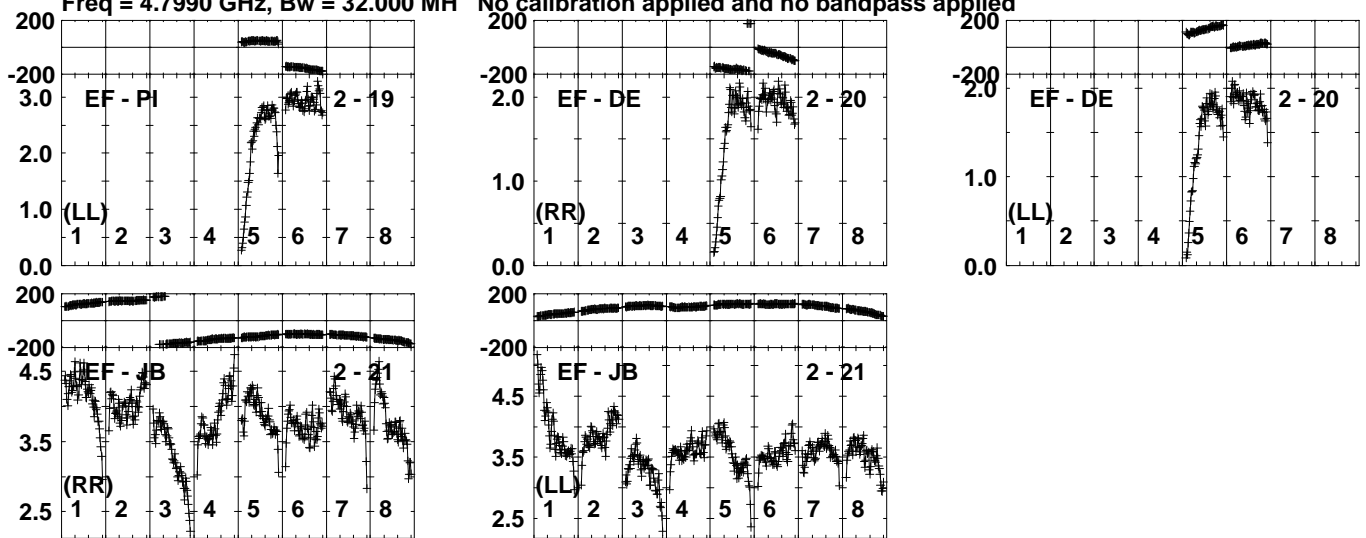 Freq = 4.7990 GHz, Bw = 32.000 MH No calibration applied and no bandpass applied
200
-200
EF - PI 2 - 19
3.0
2.0
1.0
0.0
(LL)
1 2 3 4 5 6 7 8
200
-200
EF - DE 2 - 20
2.0
1.0
0.0
(RR)
1 2 3 4 5 6 7 8
200
-200
EF - DE 2 - 20
2.0
1.0
0.0
(LL)
1 2 3 4 5 6 7 8
200
-200
EF - JB 2 - 21
4.5
3.5
2.5
(RR)
1 2 3 4 5 6 7 8
200
-200
EF - JB 2 - 21
4.5
3.5
2.5
(LL)
1 2 3 4 5 6 7 8